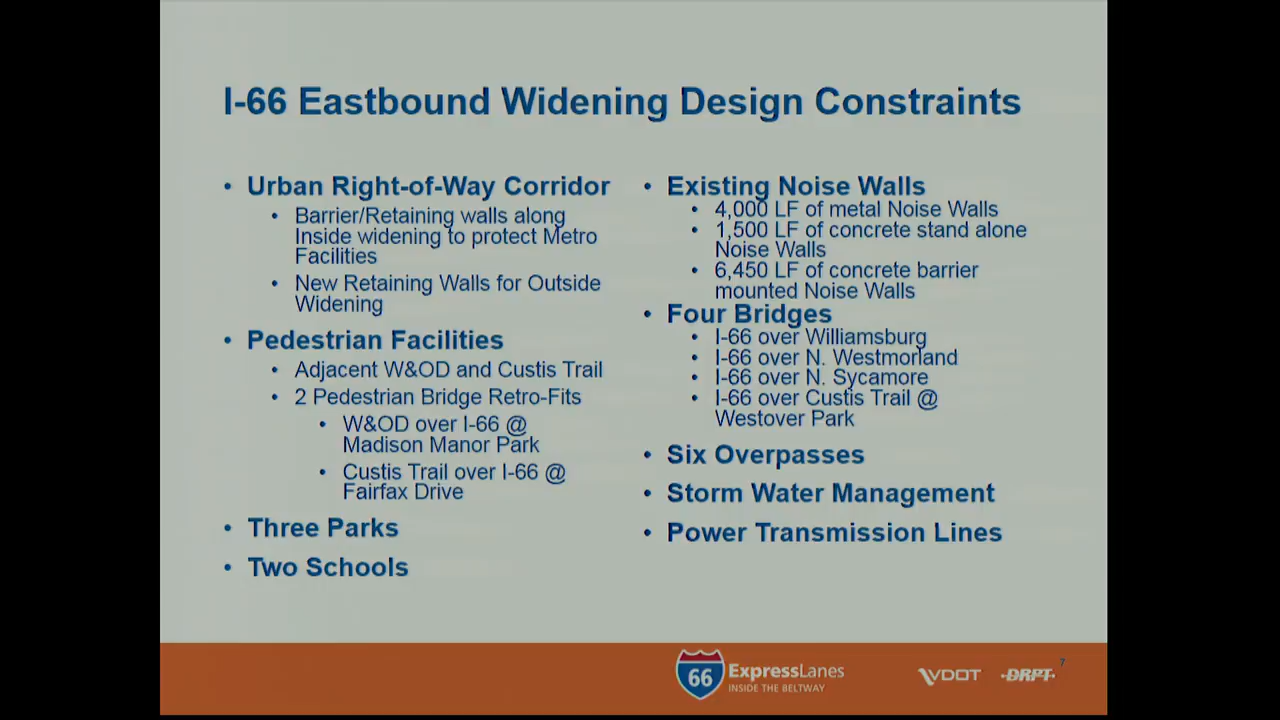 I-66 Eastbound Widening Design Constraints
• Urban Right-of-Way Corridor
• Barrier/Retaining walls along
Inside widening to protect Metro
Facilities
• New Retaining Walls for Outside
Widening
• Pedestrian Facilities
• Adjacent W&OD and Custis Trail
• 2 Pedestrian Bridge Retro-Fits
• W&OD over I-66 @
Madison Manor Park
• Custis Trail over I-66 @
Fairfax Drive
• Three Parks
• Two Schools
• Existing Noise Walls
• 4,000 LF of metal Noise Walls
• 1,500 LF of concrete stand alone
Noise Walls
• 6,450 LF of concrete barrier
mounted Noise Walls
• Four Bridges
• I-66 over Williamsburg
• I-66 over N. Westmorland
• I-66 over N. Sycamore
• I-66 over Custis Trail @
Westover Park
• Six Overpasses
• Storm Water Management
• Power Transmission Lines
66
ExpressLanes
INSIDE THE BELTWAY
VDOT
DRPT
7